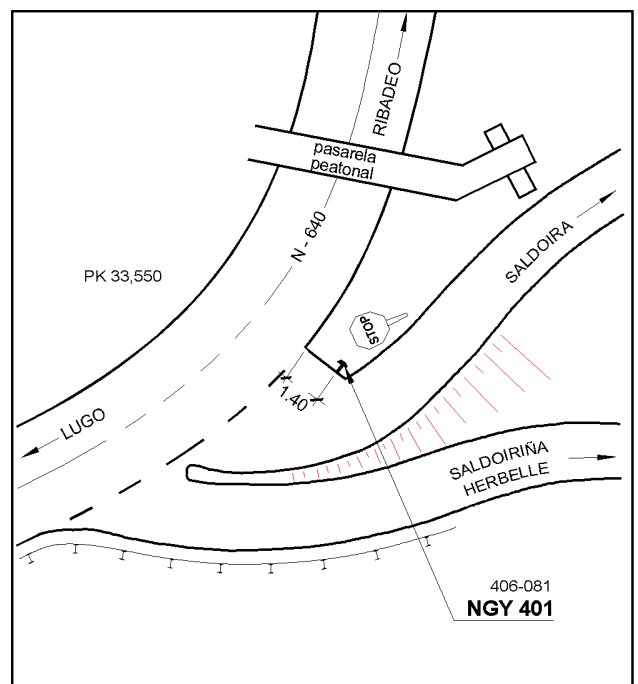 RIBADEO
pasarela
peatonal
N - 640
SALDOIRA
PK 33,550
STOP
1.40
LUGO
SALDOIRIÑA
HERBELLE
406-081
NGY 401